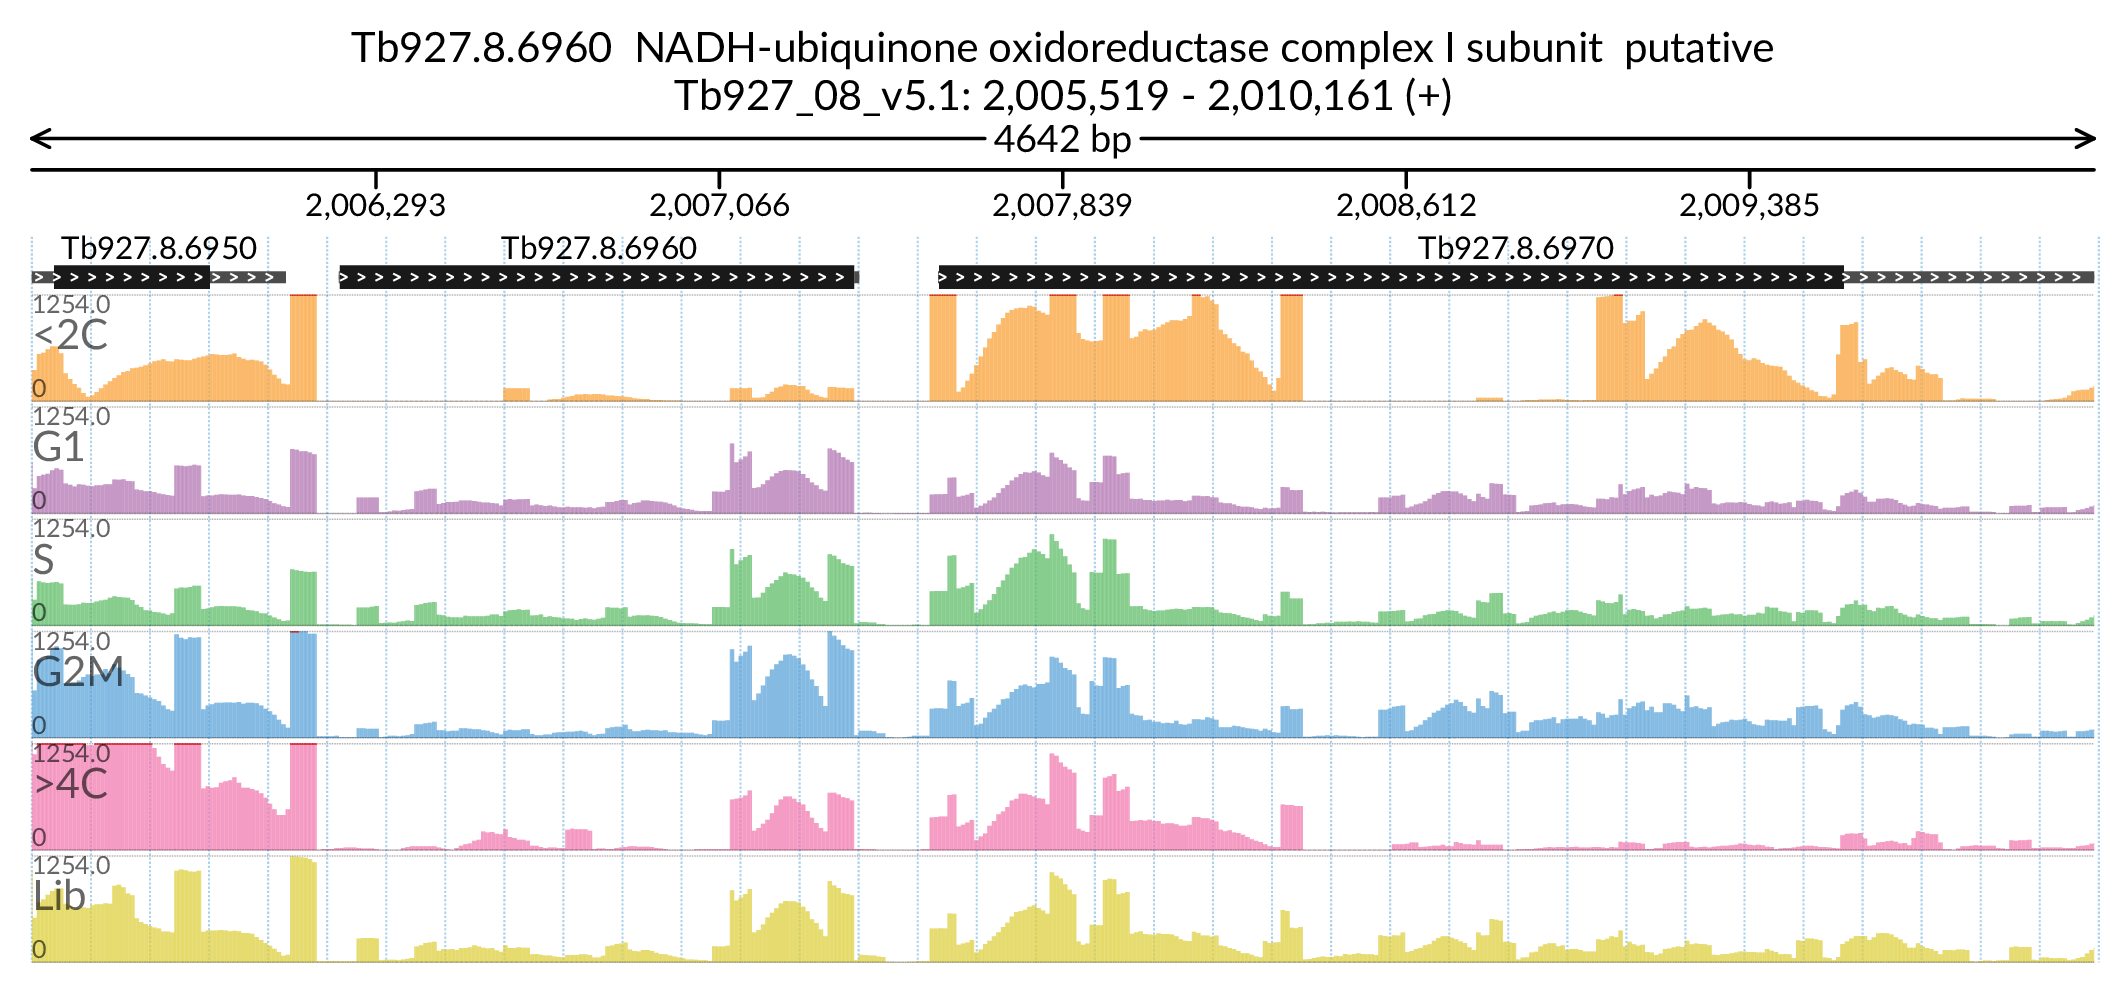 Tb927.8.6960  NADH-ubiquinone oxidoreductase complex I subunit  putative
Tb927_08_v5.1: 2,005,519 - 2,010,161 (+)
4642 bp
2,006,293 2,007,066 2,007,839 2,008,612 2,009,385
Tb927.8.6950 Tb927.8.6960 Tb927.8.6970
1254.0
<2C
0
1254.0
G1
0
1254.0
S
0
1254.0
G2M
0
1254.0
>4C
0
1254.0
Lib
0